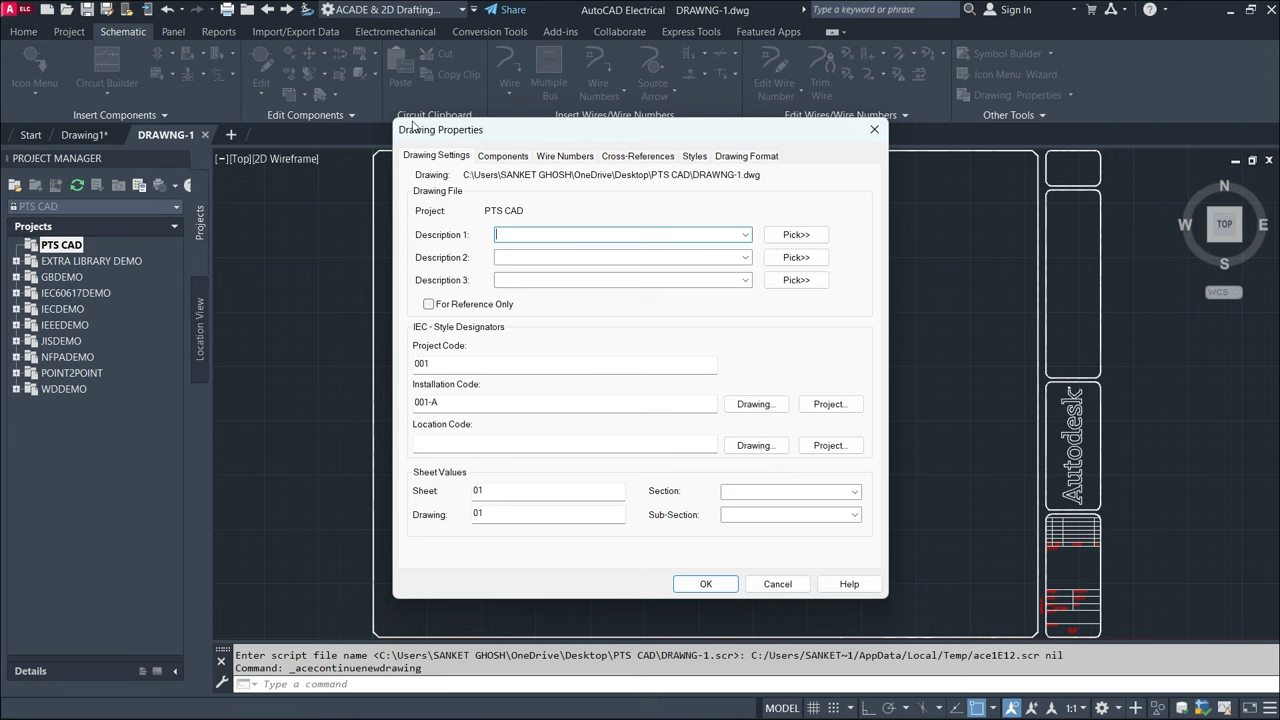 ELC
ACADE & 2D Drafting...
Share
AutoCAD Electrical DRAWNG-1.dwg
Type a keyword or phrase
Sign In
Home Project Schematic Panel Reports Import/Export Data Electromechanical Conductor Tools Add-ins Collaborate Express Tools Featured Apps
Icon Menu
Circuit Builder
Edit
Paste
Cut
Copy Clip
Wire
Multiple
Bus
Wire
Numbers
Source
Arrow
Edit Wire
Number
Trim
Wire
Symbol Builder
Icon Menu Wizard
Drawing Properties
Insert Components
Edit Components
Circuit Clipboard
Insert Wires/Wire Numbers
Edit Wires/Wire Numbers
Other Tools
Start
Drawing1*
DRAWNG-1
PROJECT MANAGER
PTS CAD
Projects
PTS CAD
EXTRA LIBRARY DEMO
GBDEMO
IEC60617DEMO
IECDEMO
IEEEDEMO
JISDEMO
NFPADEMO
POINT2POINT
WDDEMO
Projects
Location View
Details
[−][Top][2D Wireframe]
Drawing Properties
Drawing Settings Components Wire Numbers Cross-References Styles Drawing Format
Drawing: C:\Users\SANKET GHOSH\OneDrive\Desktop\PTS CAD\DRAWNG-1.dwg
Drawing File
Project: PTS CAD
Description 1: Pick>>
Description 2: Pick>>
Description 3: Pick>>
For Reference Only
IEC - Style Designators
Project Code:
001
Installation Code:
001-A Drawing... Project...
Location Code:
Drawing... Project...
Sheet Values
Sheet: 01 Section:
Drawing: 01 Sub-Section:
OK Cancel Help
N
W TOP E
S
WCS
Autodesk
Enter script file name <C:\Users\SANKET GHOSH\OneDrive\Desktop\PTS CAD\DRAWNG-1.scr>: C:/Users/SANKET~1/AppData/Local/Temp/ace1E12.scr nil
Command: _acecontinuenewdrawing
Type a command
MODEL
1:1